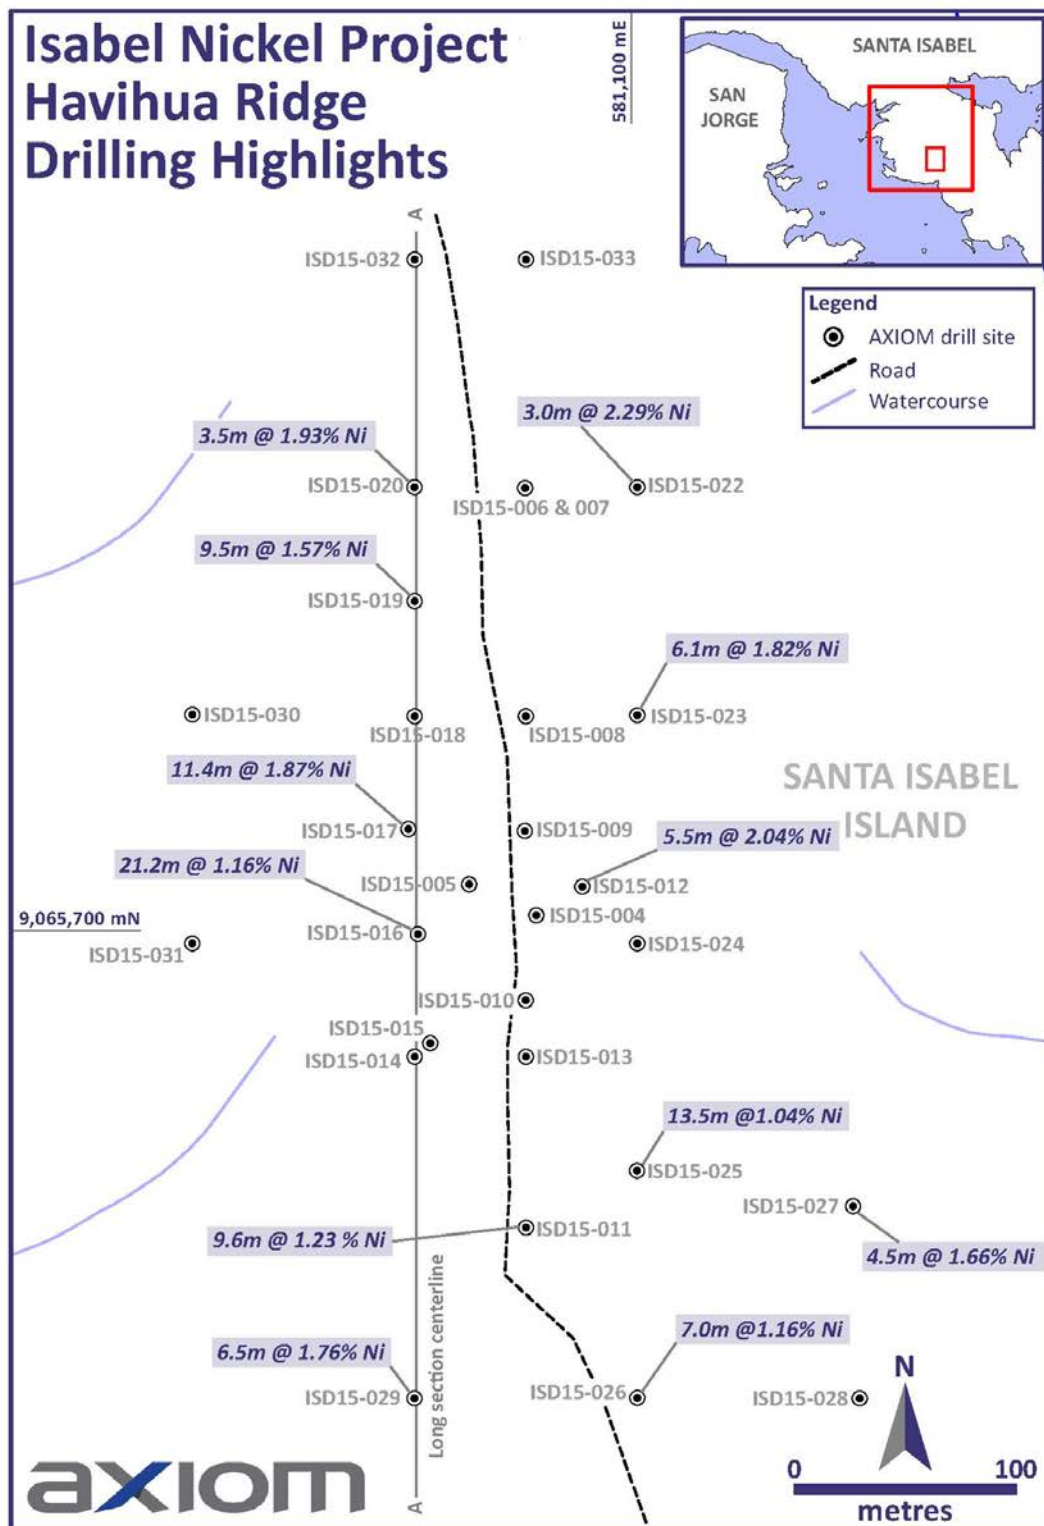 Isabel Nickel Project
Havihua Ridge
Drilling Highlights
581,100 mE
SANTA ISABEL
SAN
JORGE
Legend
AXIOM drill site
Road
Watercourse
A
ISD15-032
ISD15-033
3.5m @ 1.93% Ni
3.0m @ 2.29% Ni
ISD15-020
ISD15-022
ISD15-006 & 007
9.5m @ 1.57% Ni
ISD15-019
6.1m @ 1.82% Ni
ISD15-030
ISD15-023
ISD15-018
ISD15-008
11.4m @ 1.87% Ni
SANTA ISABEL
ISLAND
ISD15-017
ISD15-009
5.5m @ 2.04% Ni
21.2m @ 1.16% Ni
ISD15-005
ISD15-012
9,065,700 mN
ISD15-004
ISD15-016
ISD15-031
ISD15-024
ISD15-010
ISD15-015
ISD15-014
ISD15-013
13.5m @1.04% Ni
ISD15-025
ISD15-027
9.6m @ 1.23 % Ni
ISD15-011
4.5m @ 1.66% Ni
Long section centerline
7.0m @1.16% Ni
6.5m @ 1.76% Ni
N
ISD15-029
ISD15-026
ISD15-028
axiom
A
0 100
metres